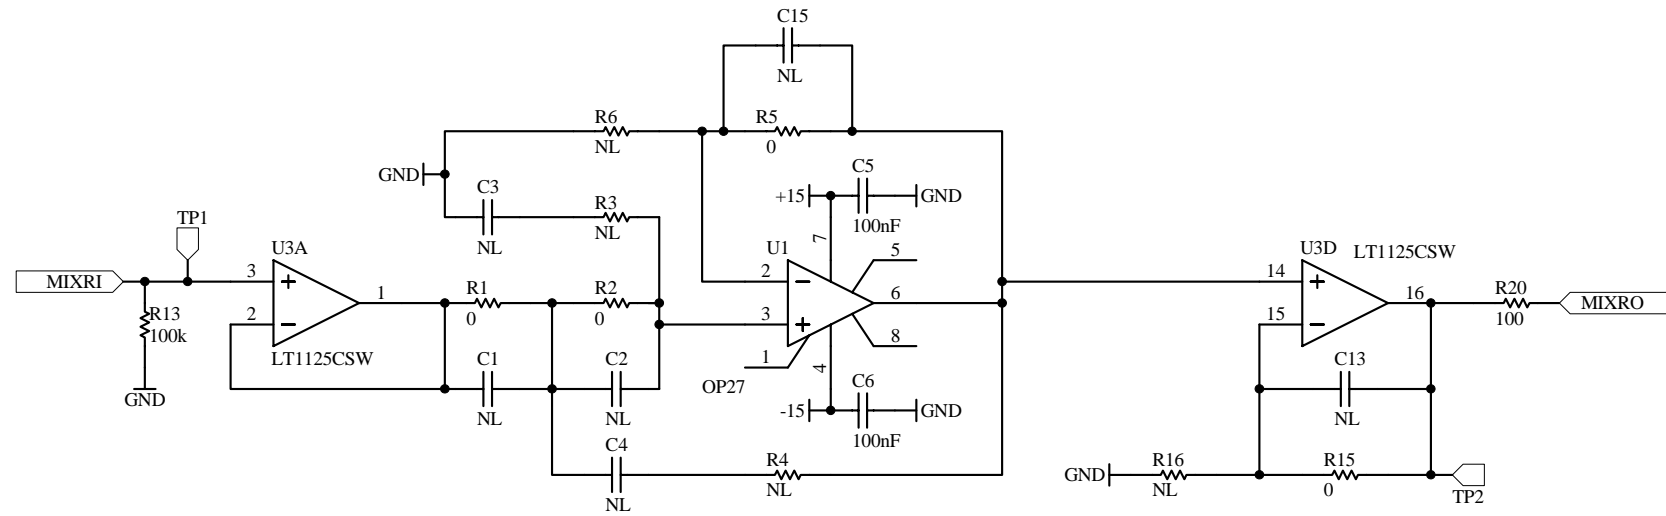 C15
NL
R6
NL
R5
0
GND
C3
NL
R3
NL
+15
C5
100nF
GND
7
TP1
U3A
MIXRI
3
2
1
R13
100k
GND
LT1125CSW
R1
0
R2
0
C1
NL
C2
NL
U1
2
3
1
4
5
6
8
OP27
-15
C6
100nF
GND
C4
NL
R4
NL
U3D
LT1125CSW
14
15
16
R20
100
MIXRO
C13
NL
GND
R16
NL
R15
0
TP2